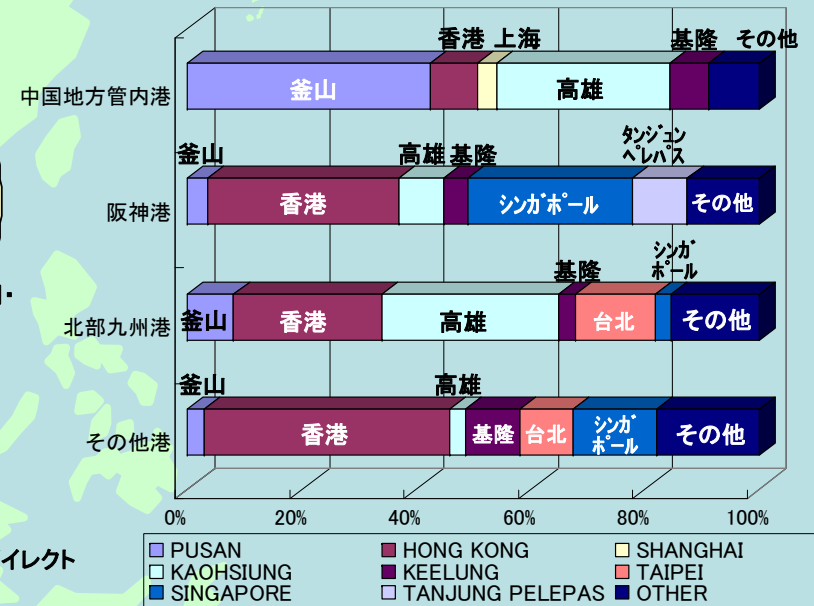 香港 上海 基隆 その他
中国地方管内港 釜山 高雄
釜山 高雄 基隆 タンジュン
ペレパス
阪神港 香港 シンガポール その他
基隆 シンガ
ポール
北部九州港 釜山 香港 高雄 台北 その他
釜山 高雄
その他港 香港 基隆 台北 シンガ
ポール その他
0% 20% 40% 60% 80% 100%
イレクト
PUSAN HONG KONG SHANGHAI
KAOHSIUNG KEELUNG TAIPEI
SINGAPORE TANJUNG PELEPAS OTHER